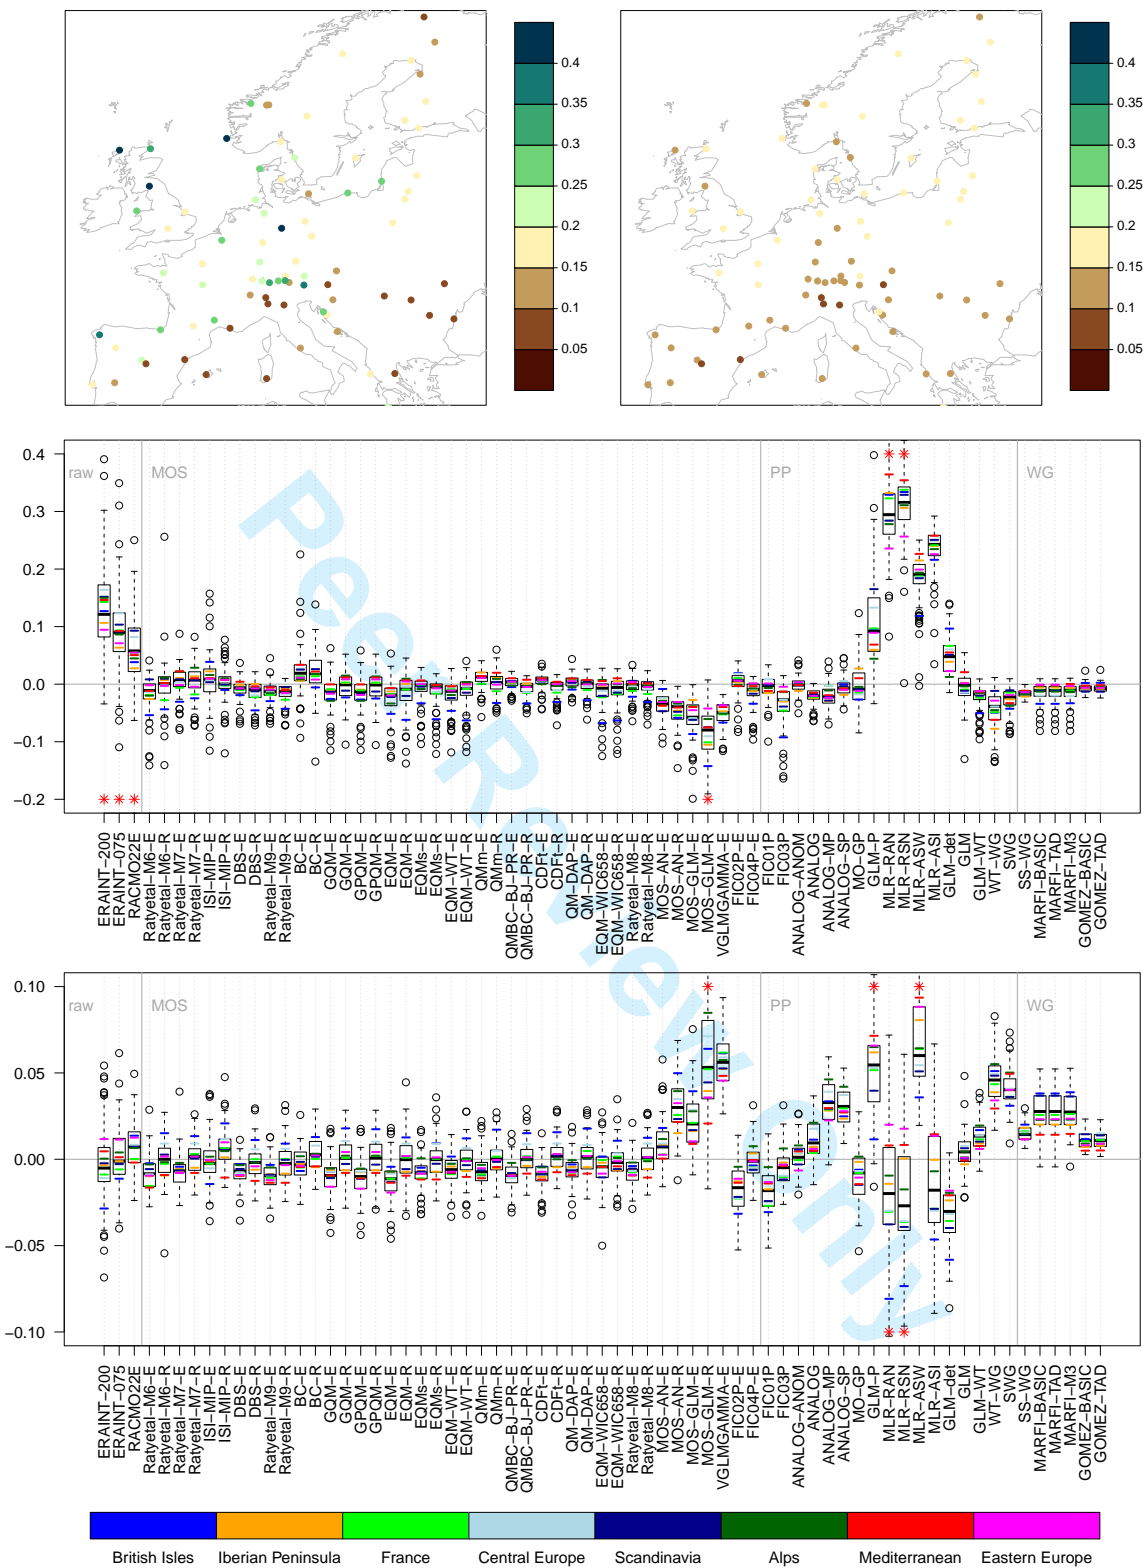 0.4
0.35
0.3
0.25
0.2
0.15
0.1
0.05
0.4
0.35
0.3
0.25
0.2
0.15
0.1
0.05
raw MOS PP WG
0.4
0.3
0.2
0.1
0.0
−0.1
−0.2
ERAINT−200
ERAINT−075
RACMO22E
Ratyetal−M6−E
Ratyetal−M6−R
Ratyetal−M7−E
Ratyetal−M7−R
ISI−MIP−E
ISI−MIP−R
DBS−E
DBS−R
Ratyetal−M9−E
Ratyetal−M9−R
BC−E
BC−R
GQM−E
GQM−R
GPQM−E
GPQM−R
EQM−E
EQM−R
EQMs−E
EQMs−R
EQM−WT−E
EQM−WT−R
QMm−E
QMm−R
QMBC−BJ−PR−E
QMBC−BJ−PR−R
CDFt−E
CDFt−R
QM−DAP−E
QM−DAP−R
EQM−WIC658−E
EQM−WIC658−R
Ratyetal−M8−E
Ratyetal−M8−R
MOS−AN−E
MOS−AN−R
MOS−GLM−E
MOS−GLM−R
VGLMGAMMA−E
FIC02P−E
FIC04P−E
FIC01P
FIC03P
ANALOG−ANOM
ANALOG
ANALOG−MP
ANALOG−SP
MO−GP
GLM−P
MLR−RAN
MLR−RSN
MLR−ASW
MLR−ASI
GLM−det
GLM
GLM−WT
WT−WG
SWG
SS−WG
MARFI−BASIC
MARFI−TAD
MARFI−M3
GOMEZ−BASIC
GOMEZ−TAD
raw MOS PP WG
0.10
0.05
0.00
−0.05
−0.10
ERAINT−200
ERAINT−075
RACMO22E
Ratyetal−M6−E
Ratyetal−M6−R
Ratyetal−M7−E
Ratyetal−M7−R
ISI−MIP−E
ISI−MIP−R
DBS−E
DBS−R
Ratyetal−M9−E
Ratyetal−M9−R
BC−E
BC−R
GQM−E
GQM−R
GPQM−E
GPQM−R
EQM−E
EQM−R
EQMs−E
EQMs−R
EQM−WT−E
EQM−WT−R
QMm−E
QMm−R
QMBC−BJ−PR−E
QMBC−BJ−PR−R
CDFt−E
CDFt−R
QM−DAP−E
QM−DAP−R
EQM−WIC658−E
EQM−WIC658−R
Ratyetal−M8−E
Ratyetal−M8−R
MOS−AN−E
MOS−AN−R
MOS−GLM−E
MOS−GLM−R
VGLMGAMMA−E
FIC02P−E
FIC04P−E
FIC01P
FIC03P
ANALOG−ANOM
ANALOG
ANALOG−MP
ANALOG−SP
MO−GP
GLM−P
MLR−RAN
MLR−RSN
MLR−ASW
MLR−ASI
GLM−det
GLM
GLM−WT
WT−WG
SWG
SS−WG
MARFI−BASIC
MARFI−TAD
MARFI−M3
GOMEZ−BASIC
GOMEZ−TAD
Peer Review Only
British Isles Iberian Peninsula France Central Europe Scandinavia Alps Mediterranean Eastern Europe